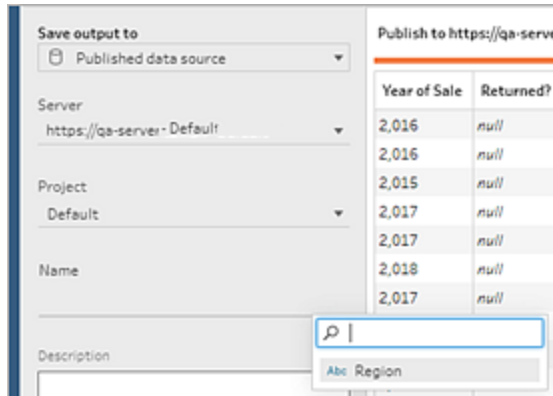 Save output to
Published data source
Server
https://qa-server - Default
Project
Default
Name
Description
Publish to https://qa-serve
Year of Sale Returned?
2,016 null
2,016 null
2,015 null
2,017 null
2,017 null
2,018 null
2,017 null
Abc Region